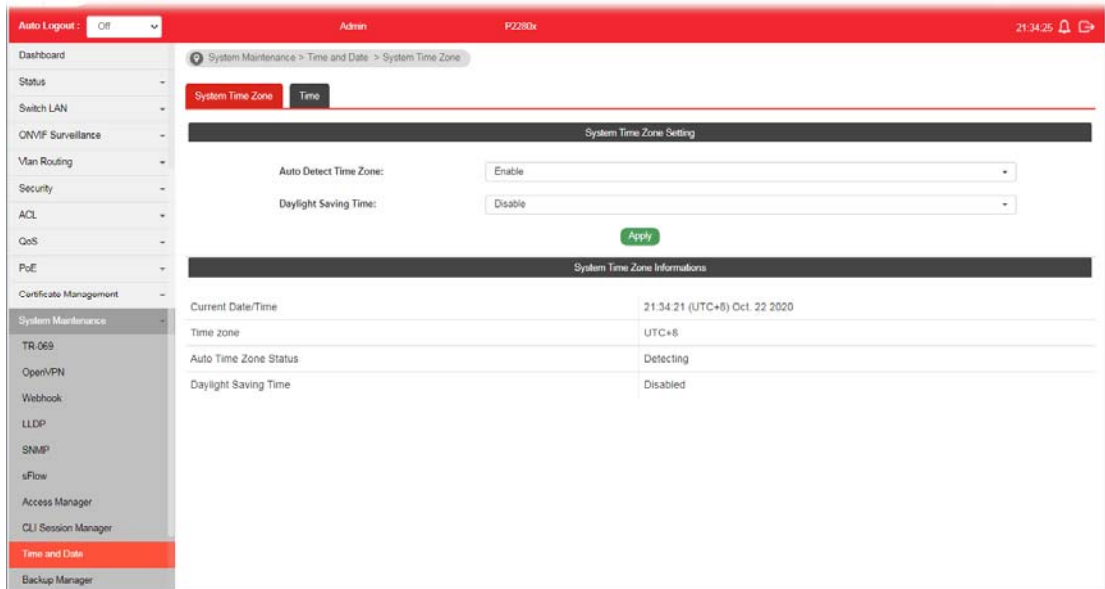 Auto Logout : Off Admin P2280x 21:34:25
Dashboard
Status
Switch LAN
ONVIF Surveillance
Vlan Routing
Security
ACL
QoS
PoE
Certificate Management
System Maintenance
TR-069
OpenVPN
Webhook
LLDP
SNMP
sFlow
Access Manager
CLI Session Manager
Time and Date
Backup Manager
System Maintenance > Time and Date > System Time Zone
System Time Zone Time
System Time Zone Setting
Auto Detect Time Zone: Enable
Daylight Saving Time: Disable
Apply
System Time Zone Informations
Current Date/Time 21:34:21 (UTC+8) Oct. 22 2020
Time zone UTC+8
Auto Time Zone Status Detecting
Daylight Saving Time Disabled